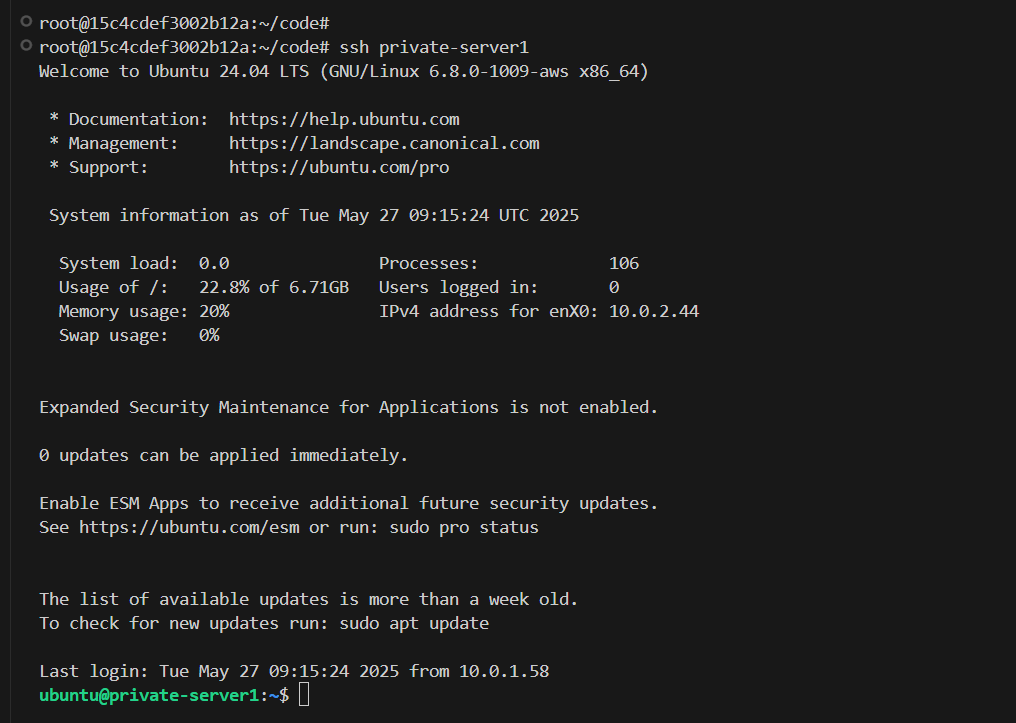 root@15c4cdef3002b12a:~/code#
root@15c4cdef3002b12a:~/code# ssh private-server1
Welcome to Ubuntu 24.04 LTS (GNU/Linux 6.8.0-1009-aws x86_64)

 * Documentation:  https://help.ubuntu.com
 * Management:     https://landscape.canonical.com
 * Support:        https://ubuntu.com/pro

 System information as of Tue May 27 09:15:24 UTC 2025

  System load:  0.0               Processes:             106
  Usage of /:   22.8% of 6.71GB   Users logged in:       0
  Memory usage: 20%               IPv4 address for enX0: 10.0.2.44
  Swap usage:   0%


Expanded Security Maintenance for Applications is not enabled.

0 updates can be applied immediately.

Enable ESM Apps to receive additional future security updates.
See https://ubuntu.com/esm or run: sudo pro status


The list of available updates is more than a week old.
To check for new updates run: sudo apt update

Last login: Tue May 27 09:15:24 2025 from 10.0.1.58
ubuntu@private-server1:~$